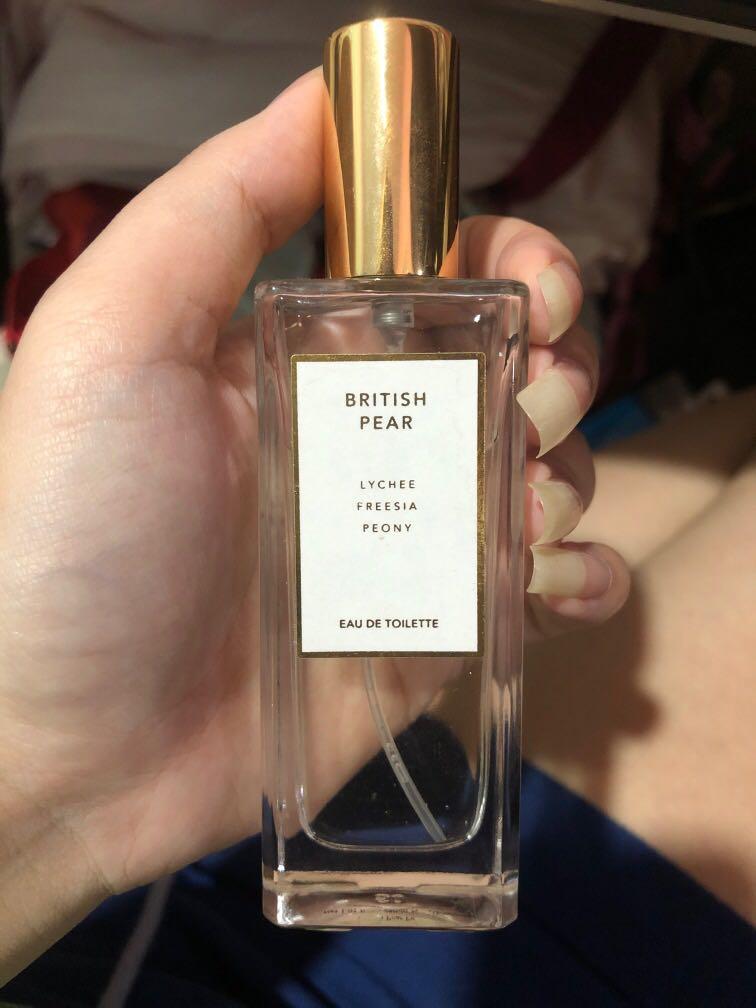 BRITISH
PEAR
LYCHEE
FREESIA
PEONY
EAU DE TOILETTE